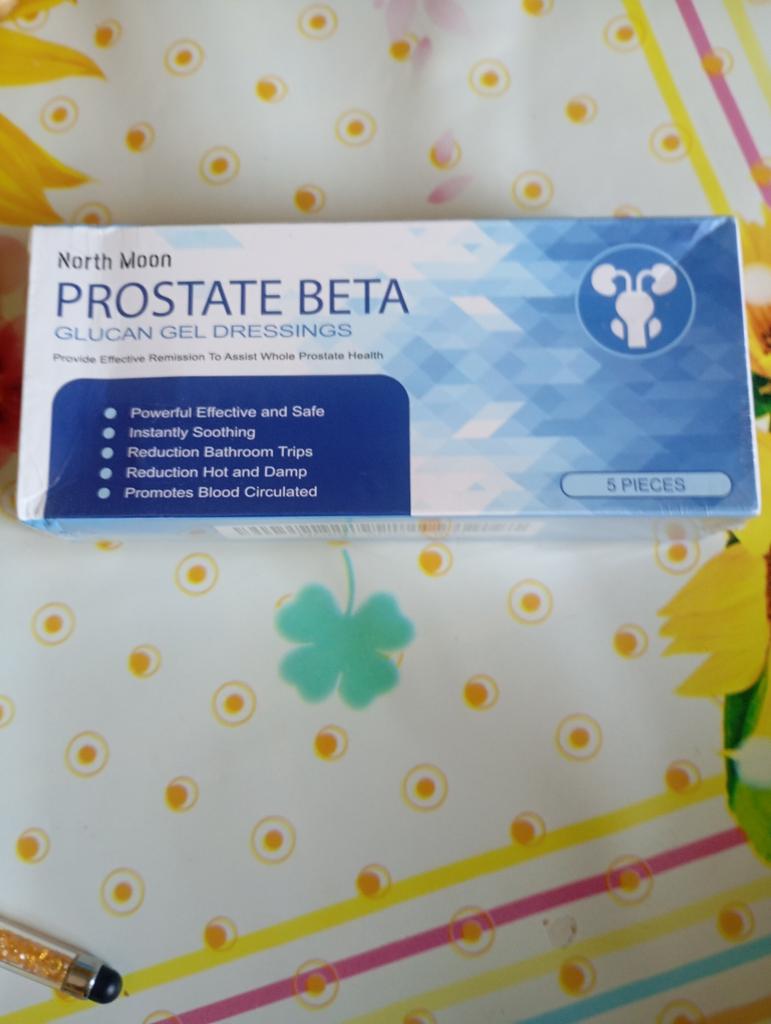 North Moon
PROSTATE BETA
GLUCAN GEL DRESSINGS
Provide Effective Remission To Assist Whole Prostate Health
Powerful Effective and Safe
Instantly Soothing
Reduction Bathroom Trips
Reduction Hot and Damp
Promotes Blood Circulated
5 PIECES